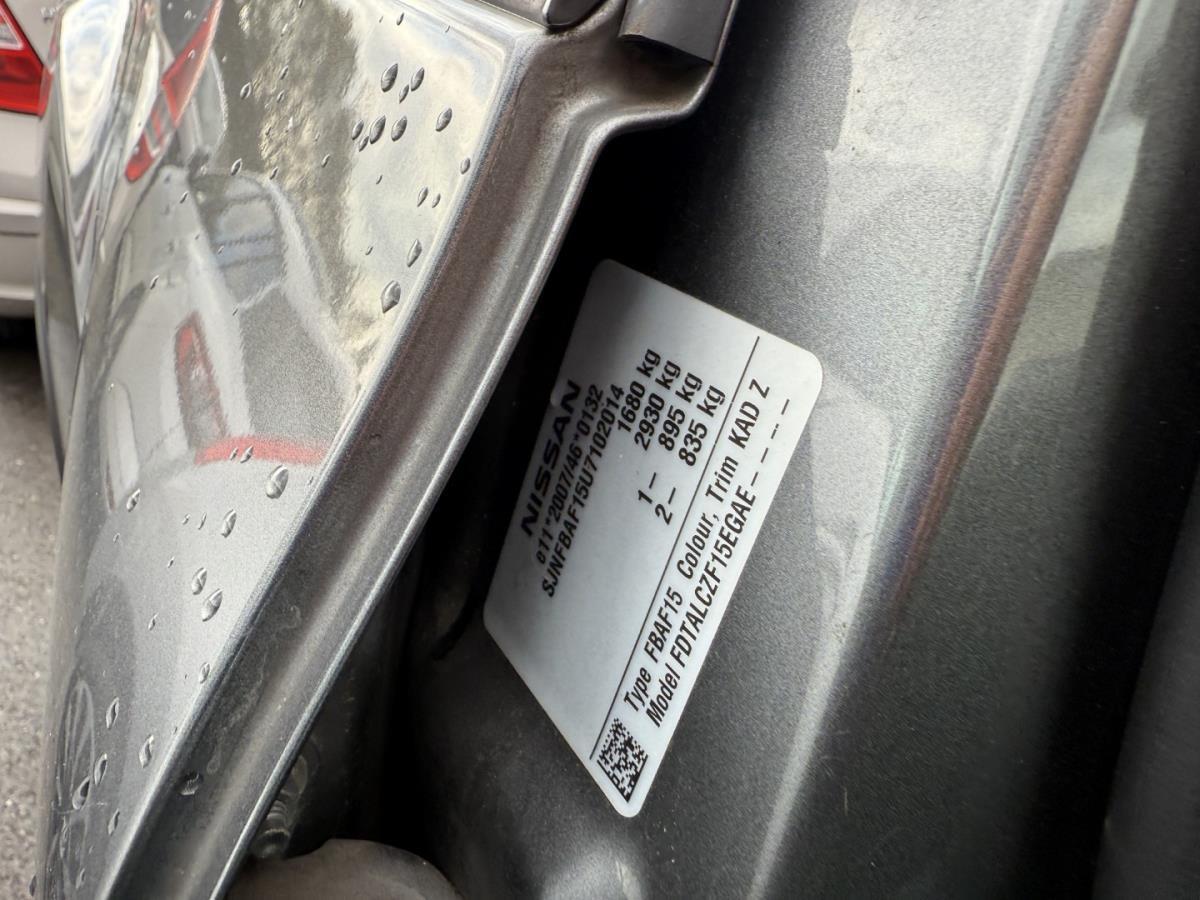 NISSAN
e11*2007/46*0132
SJNFBAF15U7102014
1680 kg
2930 kg
1- 895 kg
2- 835 kg
Type FBAF15 Colour, Trim KAD Z
Model FDTALCZF15EGAE- - - - -